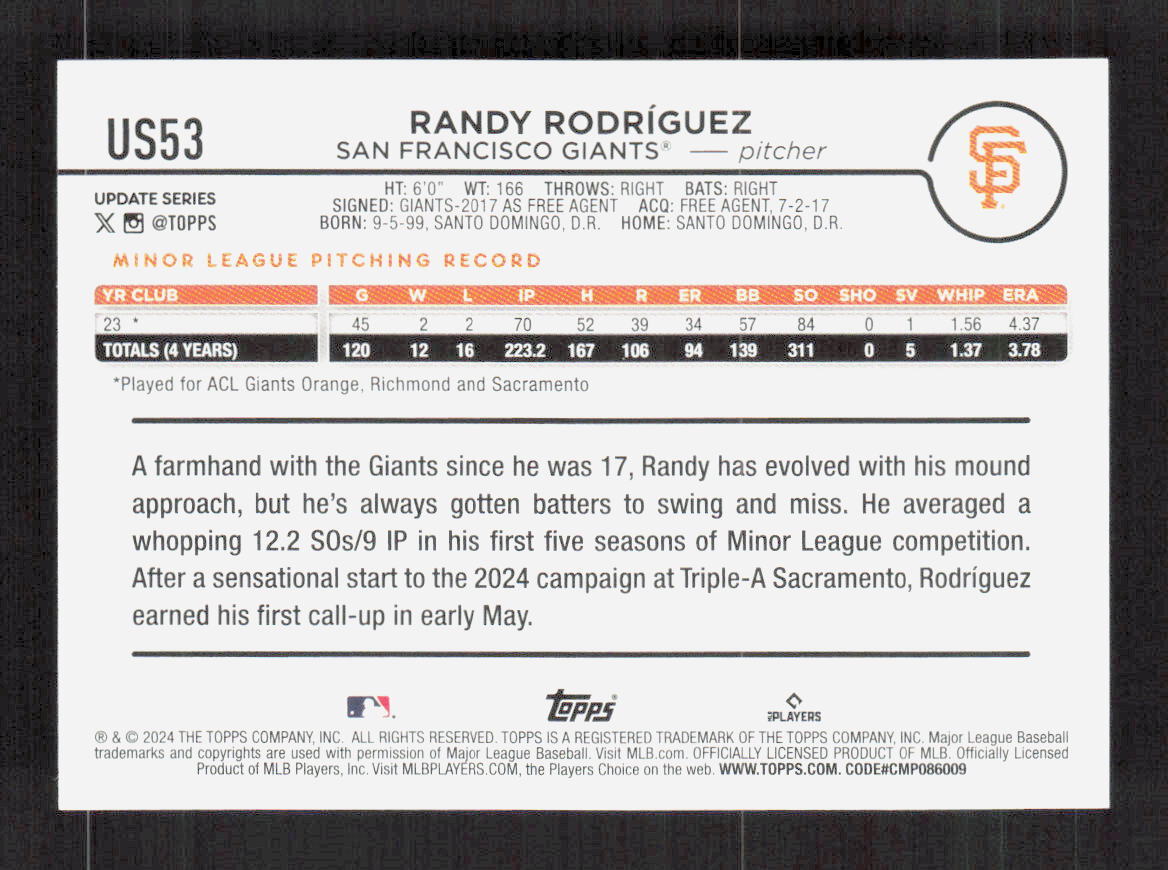 US53
RANDY RODRÍGUEZ
SAN FRANCISCO GIANTS® — pitcher
SF
UPDATE SERIES
X @TOPPS
HT: 6'0" WT: 166 THROWS: RIGHT BATS: RIGHT
SIGNED: GIANTS-2017 AS FREE AGENT ACQ: FREE AGENT, 7-2-17
BORN: 9-5-99, SANTO DOMINGO, D.R. HOME: SANTO DOMINGO, D.R.
MINOR LEAGUE PITCHING RECORD
YR CLUB G W L IP H R ER BB SO SHO SV WHIP ERA
23 * 45 2 2 70 52 39 34 57 84 0 1 1.56 4.37
TOTALS (4 YEARS) 120 12 16 223.2 167 106 94 139 311 0 5 1.37 3.78
*Played for ACL Giants Orange, Richmond and Sacramento
A farmhand with the Giants since he was 17, Randy has evolved with his mound
approach, but he's always gotten batters to swing and miss. He averaged a
whopping 12.2 SOs/9 IP in his first five seasons of Minor League competition.
After a sensational start to the 2024 campaign at Triple-A Sacramento, Rodríguez
earned his first call-up in early May.
Topps®
PLAYERS
® & © 2024 THE TOPPS COMPANY, INC. ALL RIGHTS RESERVED. TOPPS IS A REGISTERED TRADEMARK OF THE TOPPS COMPANY, INC. Major League Baseball
trademarks and copyrights are used with permission of Major League Baseball. Visit MLB.com. OFFICIALLY LICENSED PRODUCT OF MLB. Officially Licensed
Product of MLB Players, Inc. Visit MLBPLAYERS.COM, the Players Choice on the web. WWW.TOPPS.COM. CODE#CMP086009